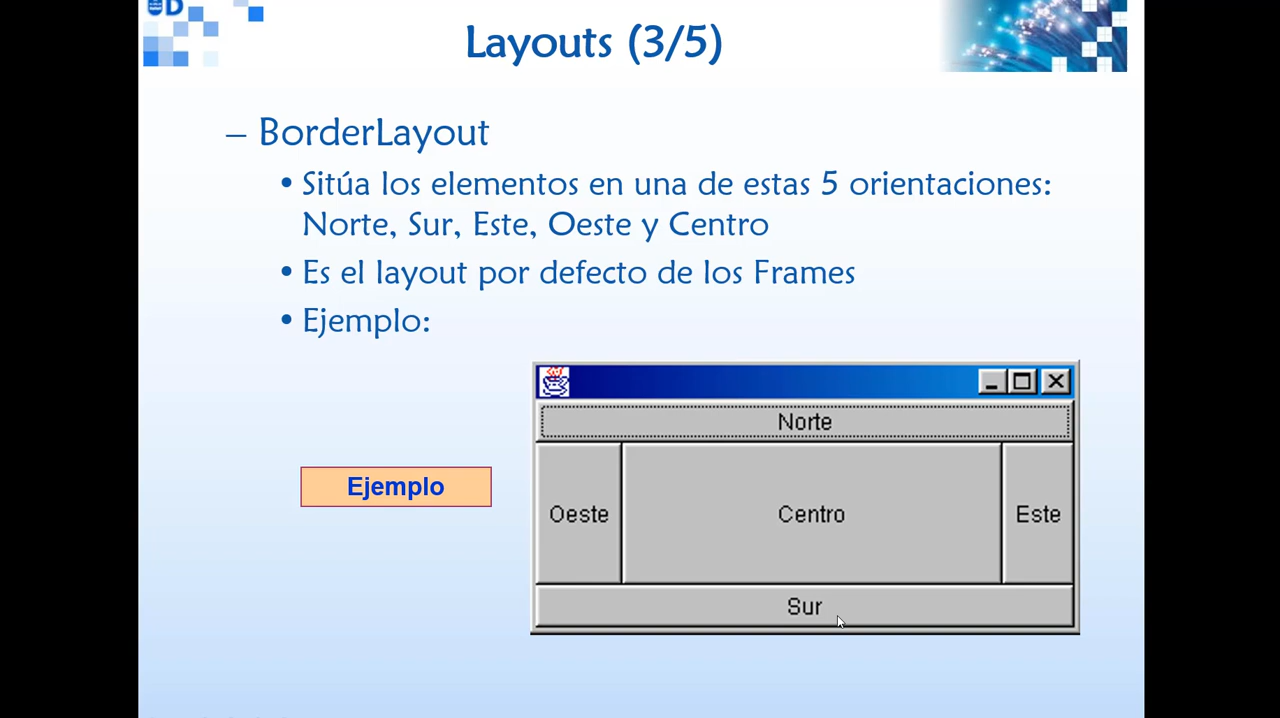 D
Layouts (3/5)
– BorderLayout
• Sitúa los elementos en una de estas 5 orientaciones:
Norte, Sur, Este, Oeste y Centro
• Es el layout por defecto de los Frames
• Ejemplo:
Norte
Ejemplo
Oeste Centro Este
Sur